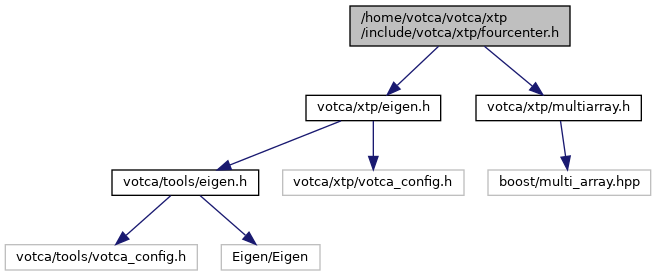 /home/votca/votca/xtp
/include/votca/xtp/fourcenter.h
votca/xtp/eigen.h
votca/xtp/multiarray.h
votca/tools/eigen.h
votca/xtp/votca_config.h
boost/multi_array.hpp
votca/tools/votca_config.h
Eigen/Eigen